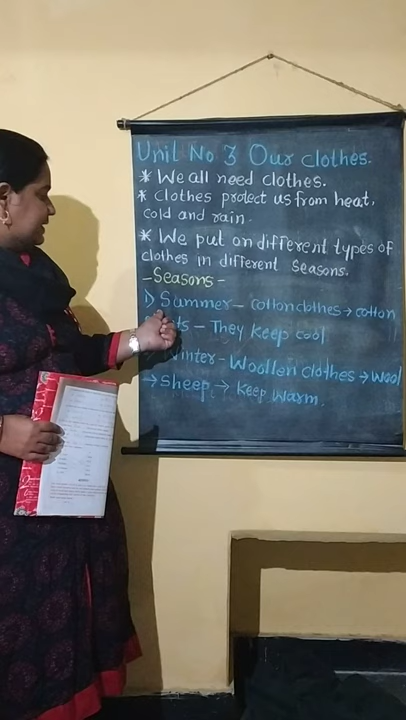 Unit No 3 Our clothes.
* We all need clothes.
* Clothes protect us from heat,
cold and rain.
* We put on different types of
clothes in different seasons.
- Seasons -
1) Summer - cotton clothes → cotton
- They keep cool
Winter - Woollen clothes → wool
→ sheep → keep warm.